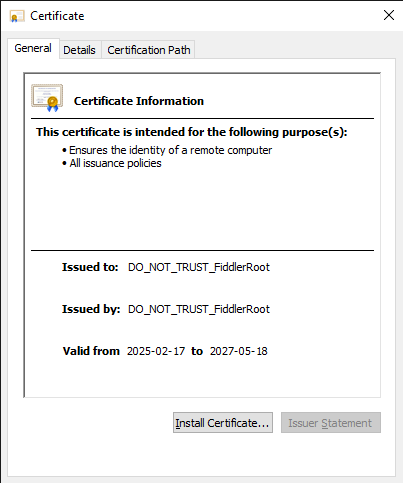 Certificate
General
Details
Certification Path
Certificate Information
This certificate is intended for the following purpose(s):
• Ensures the identity of a remote computer
• All issuance policies
Issued to: DO_NOT_TRUST_FiddlerRoot
Issued by: DO_NOT_TRUST_FiddlerRoot
Valid from 2025-02-17 to 2027-05-18
Install Certificate...
Issuer Statement